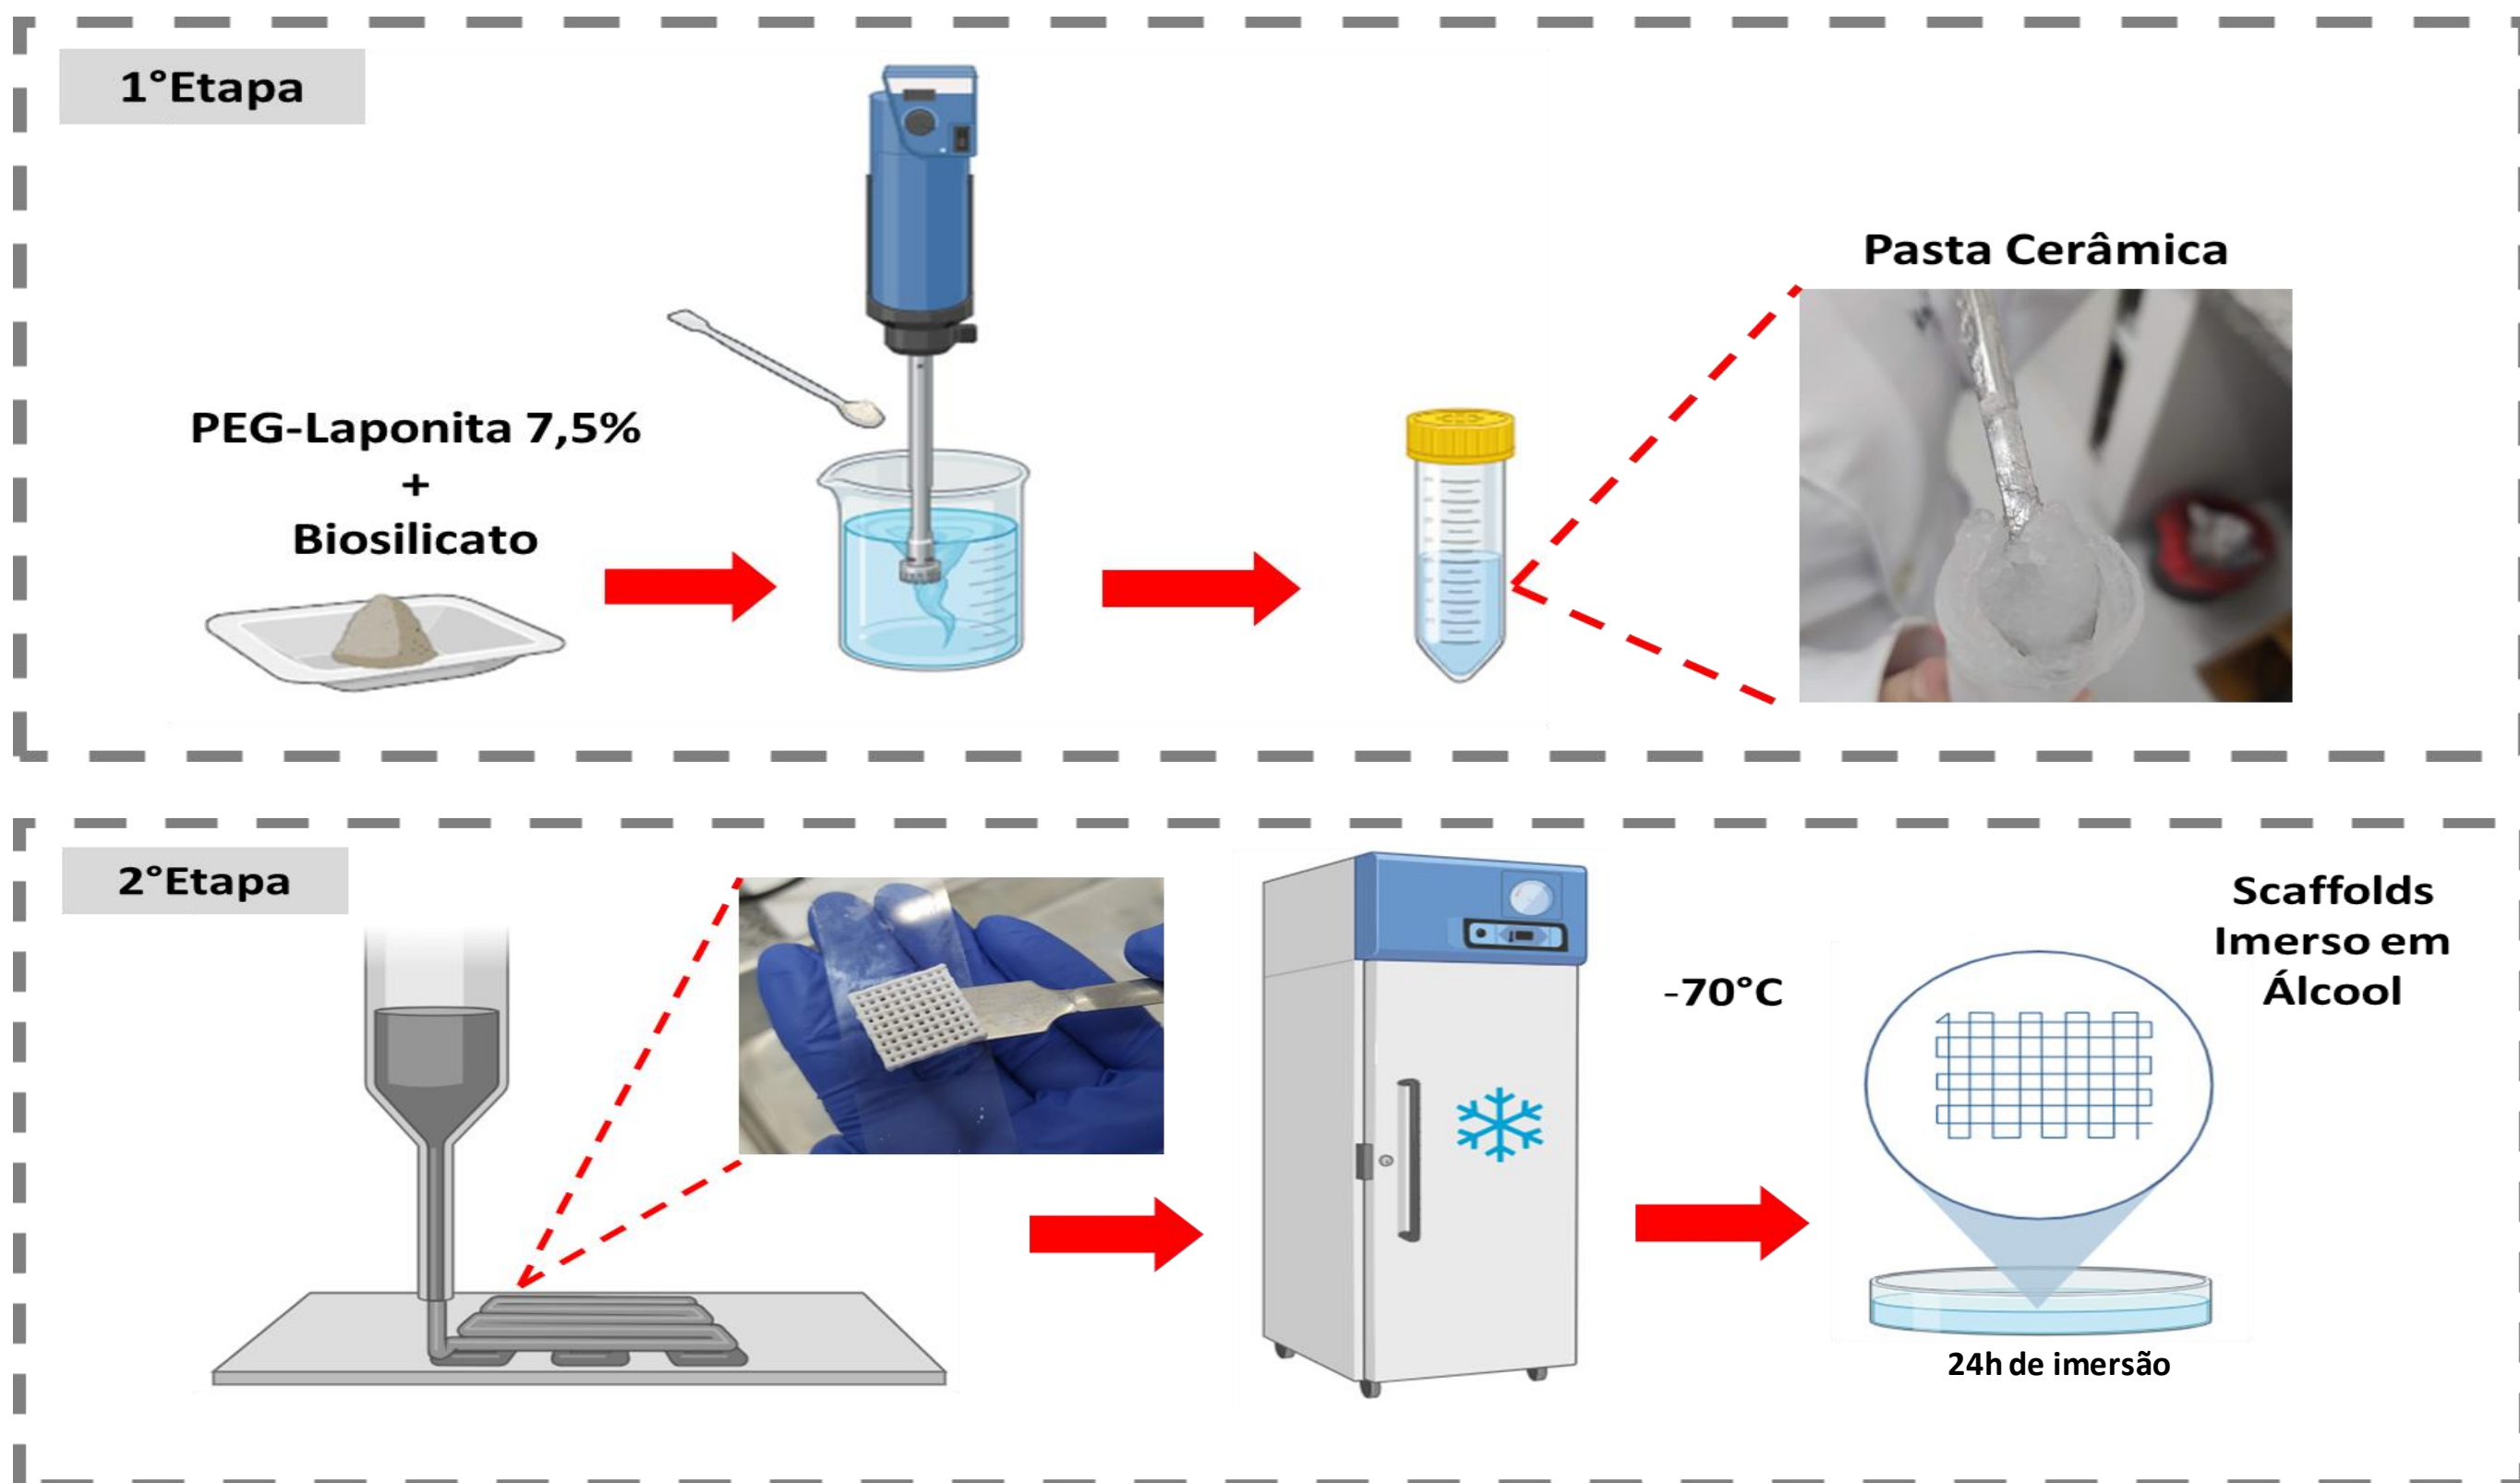 1°Etapa
PEG-Laponita 7,5%
+
Biosilicato
Pasta Cerâmica
2°Etapa
-70°C
Scaffolds
Imerso em
Álcool
24h de imersão